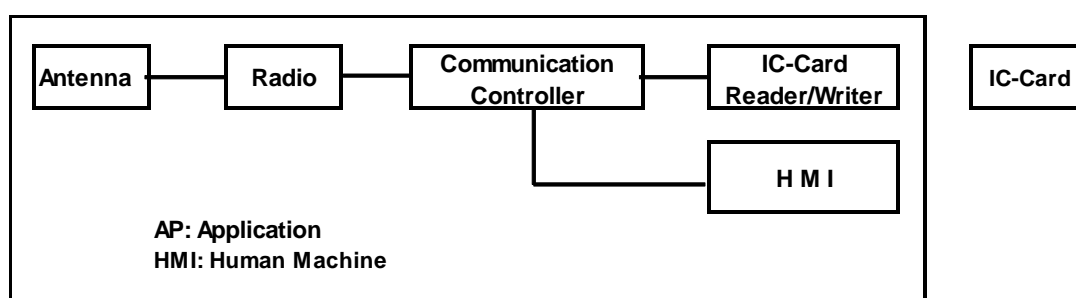 Antenna
Radio
Communication
Controller
IC-Card
Reader/Writer
IC-Card
H M I
AP: Application
HMI: Human Machine